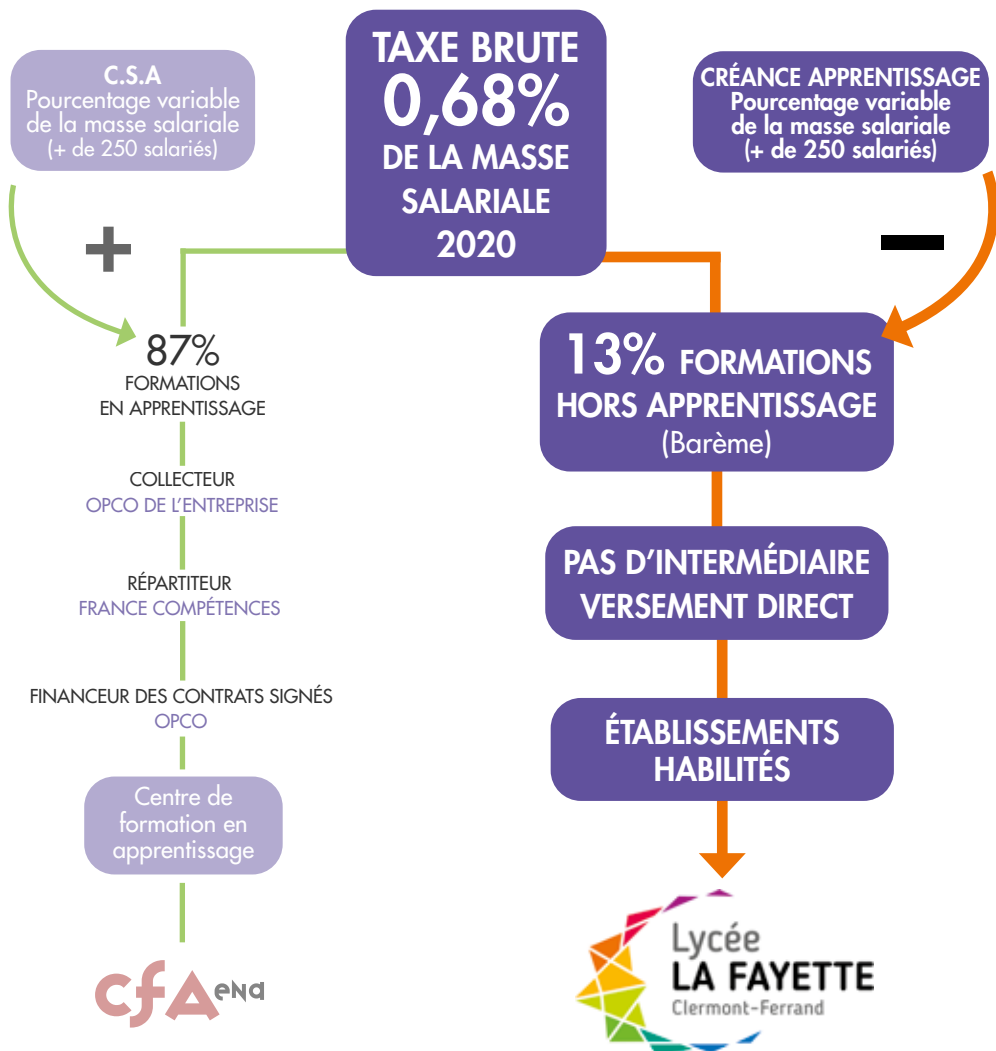 TAXE BRUTE
0,68%
DE LA MASSE
SALARIALE
2020
C.S.A
Pourcentage variable
de la masse salariale
(+ de 250 salariés)
+
CRÉANCE APPRENTISSAGE
Pourcentage variable
de la masse salariale
(+ de 250 salariés)
87%
FORMATIONS
EN APPRENTISSAGE
COLLECTEUR
OPCO DE L’ENTREPRISE
RÉPARTITEUR
FRANCE COMPÉTENCES
FINANCEUR DES CONTRATS SIGNÉS
OPCO
Centre de
formation en
apprentissage
cfA ena
13% FORMATIONS
HORS APPRENTISSAGE
(Barème)
PAS D’INTERMÉDIAIRE
VERSEMENT DIRECT
ÉTABLISSEMENTS
HABILITÉS
Lycée
LA FAYETTE
Clermont-Ferrand